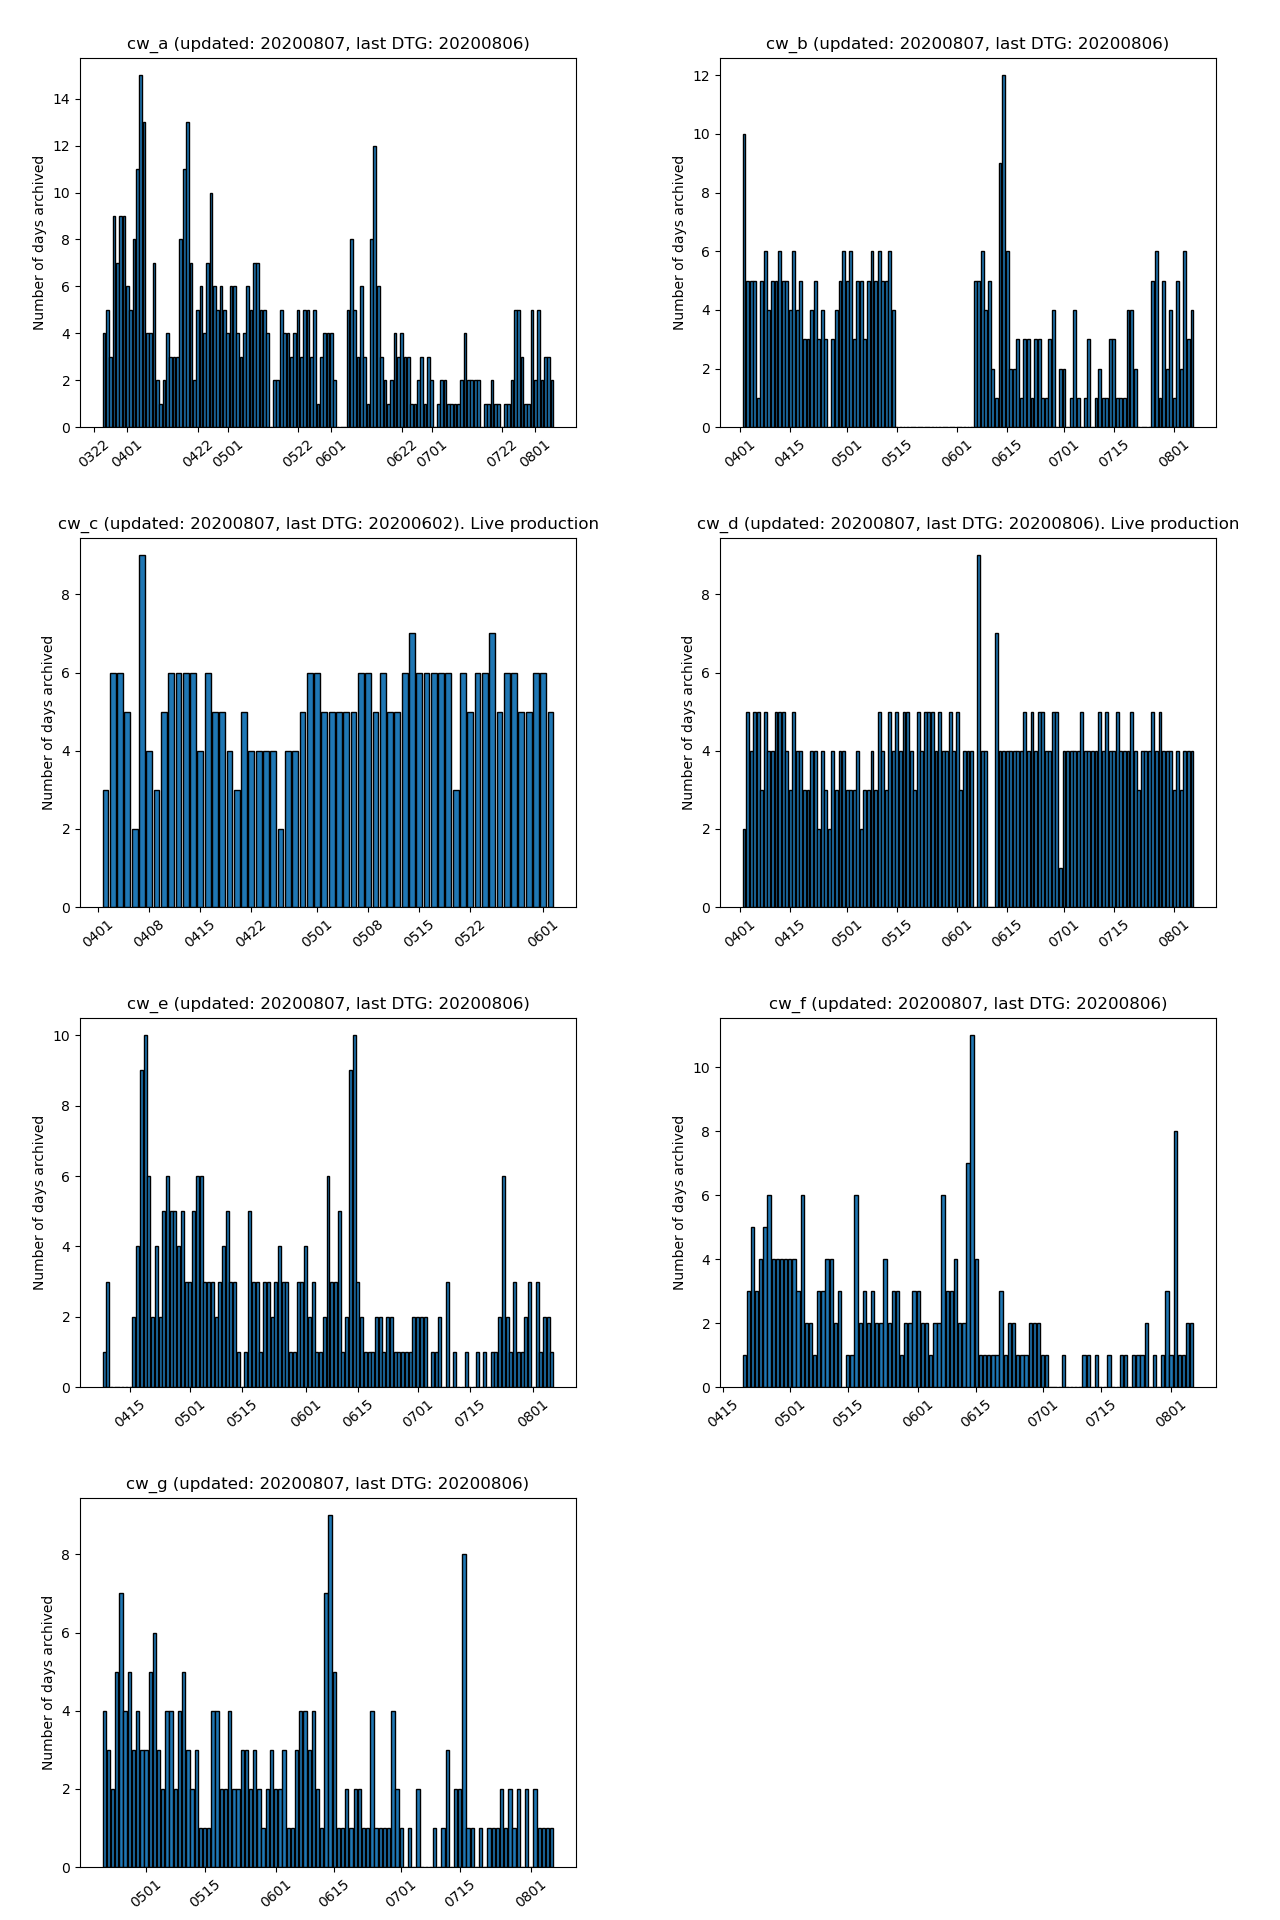 cw_a (updated: 20200807, last DTG: 20200806)
Number of days archived
14
12
10
8
6
4
2
0
0322 0401 0422 0501 0522 0601 0622 0701 0722 0801
cw_b (updated: 20200807, last DTG: 20200806)
Number of days archived
12
10
8
6
4
2
0
0401 0415 0501 0515 0601 0615 0701 0715 0801
cw_c (updated: 20200807, last DTG: 20200602). Live production
Number of days archived
8
6
4
2
0
0401 0408 0415 0422 0501 0508 0515 0522 0601
cw_d (updated: 20200807, last DTG: 20200806). Live production
Number of days archived
8
6
4
2
0
0401 0415 0501 0515 0601 0615 0701 0715 0801
cw_e (updated: 20200807, last DTG: 20200806)
Number of days archived
10
8
6
4
2
0
0415 0501 0515 0601 0615 0701 0715 0801
cw_f (updated: 20200807, last DTG: 20200806)
Number of days archived
10
8
6
4
2
0
0415 0501 0515 0601 0615 0701 0715 0801
cw_g (updated: 20200807, last DTG: 20200806)
Number of days archived
8
6
4
2
0
0501 0515 0601 0615 0701 0715 0801